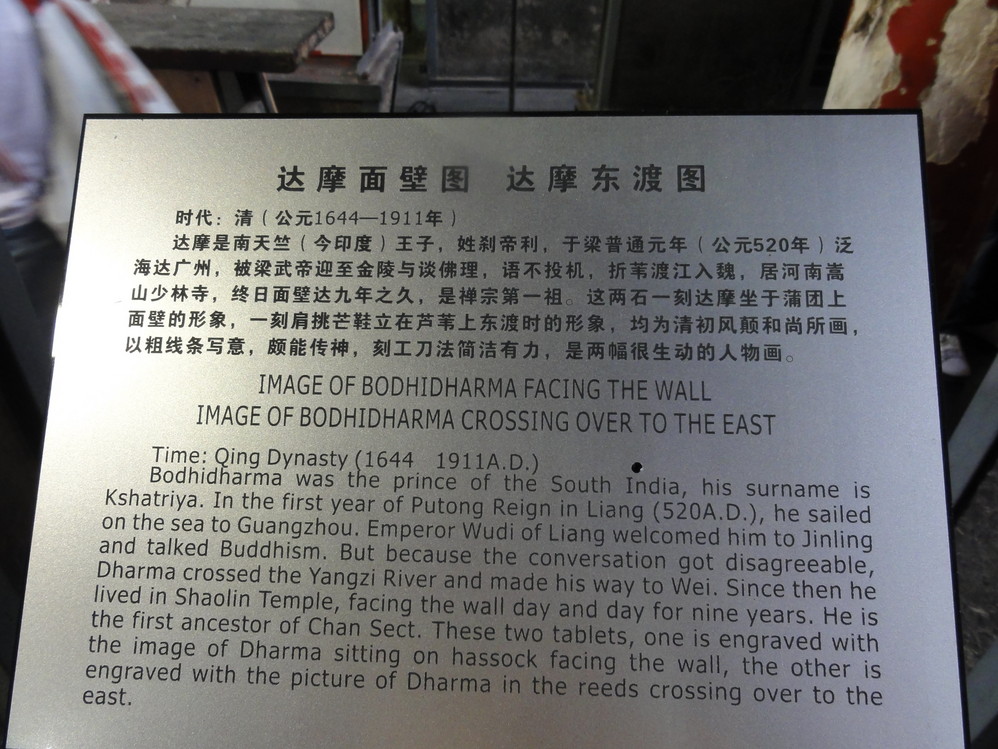 达摩面壁图 达摩东渡图
时代：清（公元1644—1911年）
达摩是南天竺（今印度）王子，姓刹帝利，于梁普通元年（公元520年）泛
海达广州，被梁武帝迎至金陵与谈佛理，语不投机，折苇渡江入魏，居河南嵩
山少林寺，终日面壁达九年之久，是禅宗第一祖。这两石一刻达摩坐于蒲团上
面壁的形象，一刻肩挑芒鞋立在芦苇上东渡时的形象，均为清初风颠和尚所画，
以粗线条写意，颇能传神，刻工刀法简洁有力，是两幅很生动的人物画。
IMAGE OF BODHIDHARMA FACING THE WALL
IMAGE OF BODHIDHARMA CROSSING OVER TO THE EAST
Time: Qing Dynasty (1644 1911A.D.)
Bodhidharma was the prince of the South India, his surname is
Kshatriya. In the first year of Putong Reign in Liang (520A.D.), he sailed
on the sea to Guangzhou. Emperor Wudi of Liang welcomed him to Jinling
and talked Buddhism. But because the conversation got disagreeable,
Dharma crossed the Yangzi River and made his way to Wei. Since then he
lived in Shaolin Temple, facing the wall day and day for nine years. He is
the first ancestor of Chan Sect. These two tablets, one is engraved with
the image of Dharma sitting on hassock facing the wall, the other is
engraved with the picture of Dharma in the reeds crossing over to the
east.